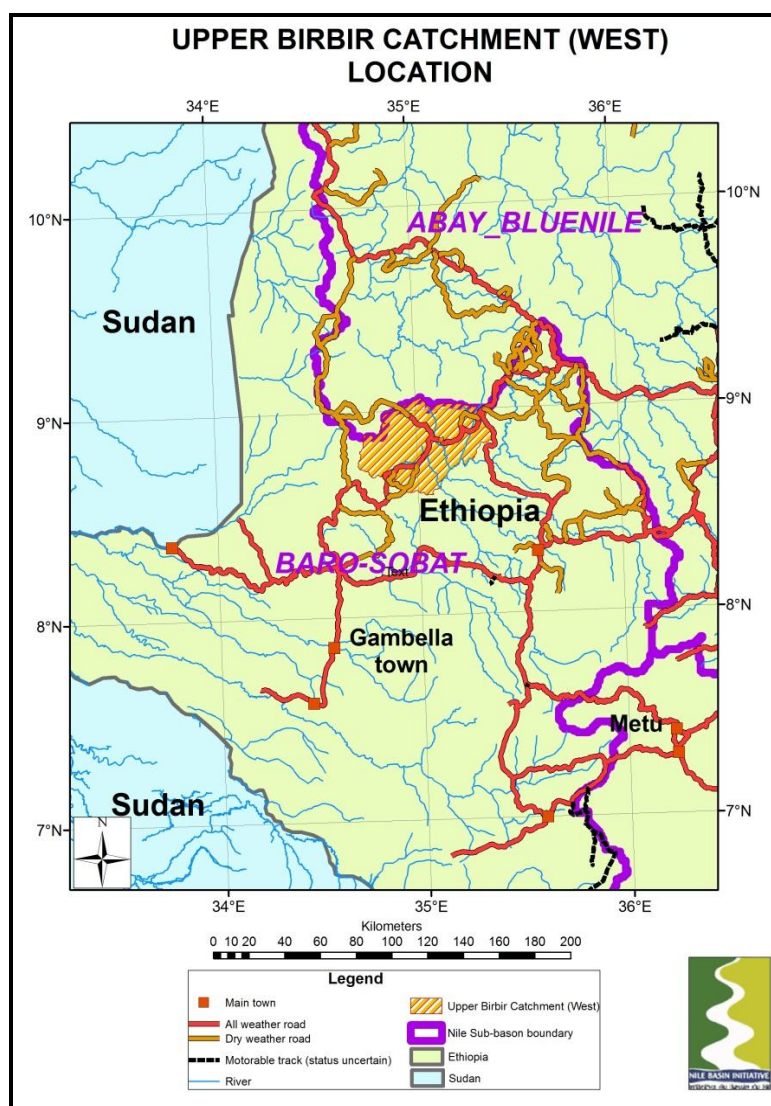 UPPER BIRBIR CATCHMENT (WEST)
LOCATION
34°E
35°E
36°E
10°N
10°N
ABAY_BLUENILE
Sudan
9°N
9°N
Ethiopia
BARO-SOBAT
Text
8°N
8°N
Gambella
town
Metu
Sudan
7°N
7°N
N
34°E
35°E
36°E
Kilometers
0 10 20 40 60 80 100 120 140 160 180 200
Legend
Main town
All weather road
Dry weather road
Motorable track (status uncertain)
River
Upper Birbir Catchment (West)
Nile Sub-bason boundary
Ethiopia
Sudan
NILE BASIN INITIATIVE